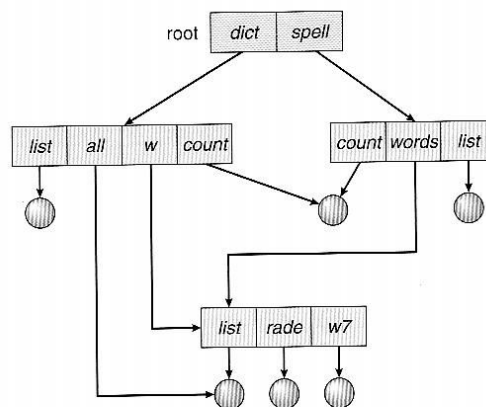 root dict spell
list all w count
count words list
list rade w7